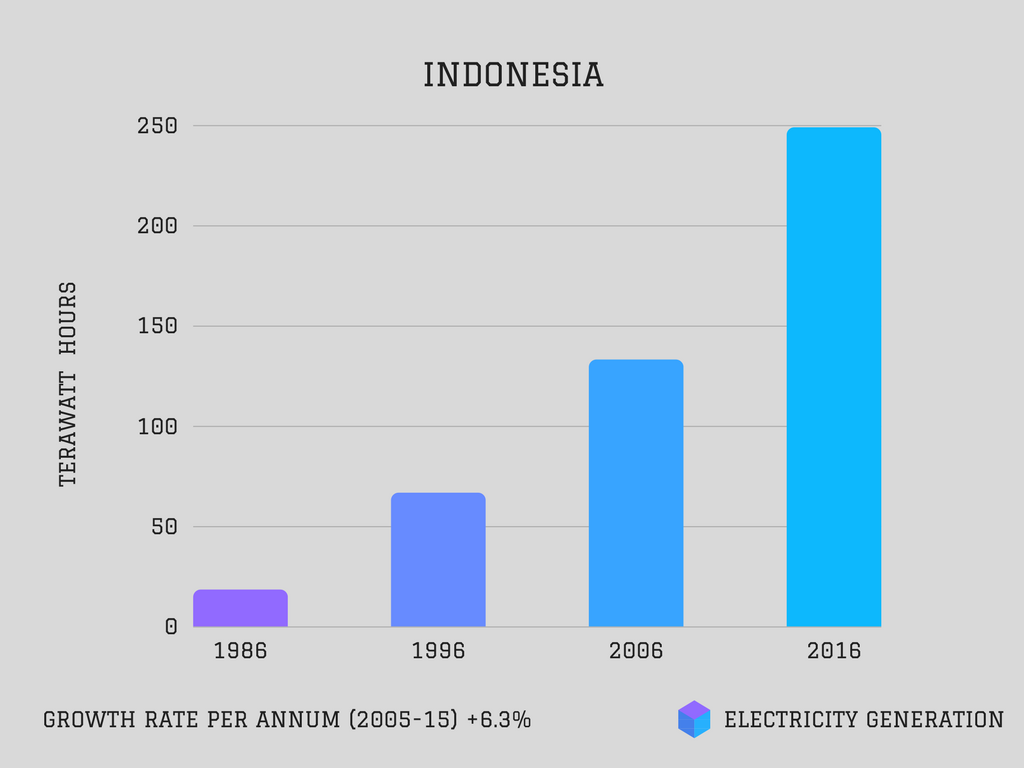 INDONESIA
250
200
150
100
50
0
TERAWATT HOURS
1986 1996 2006 2016
GROWTH RATE PER ANNUM (2005-15) +6.3%
ELECTRICITY GENERATION